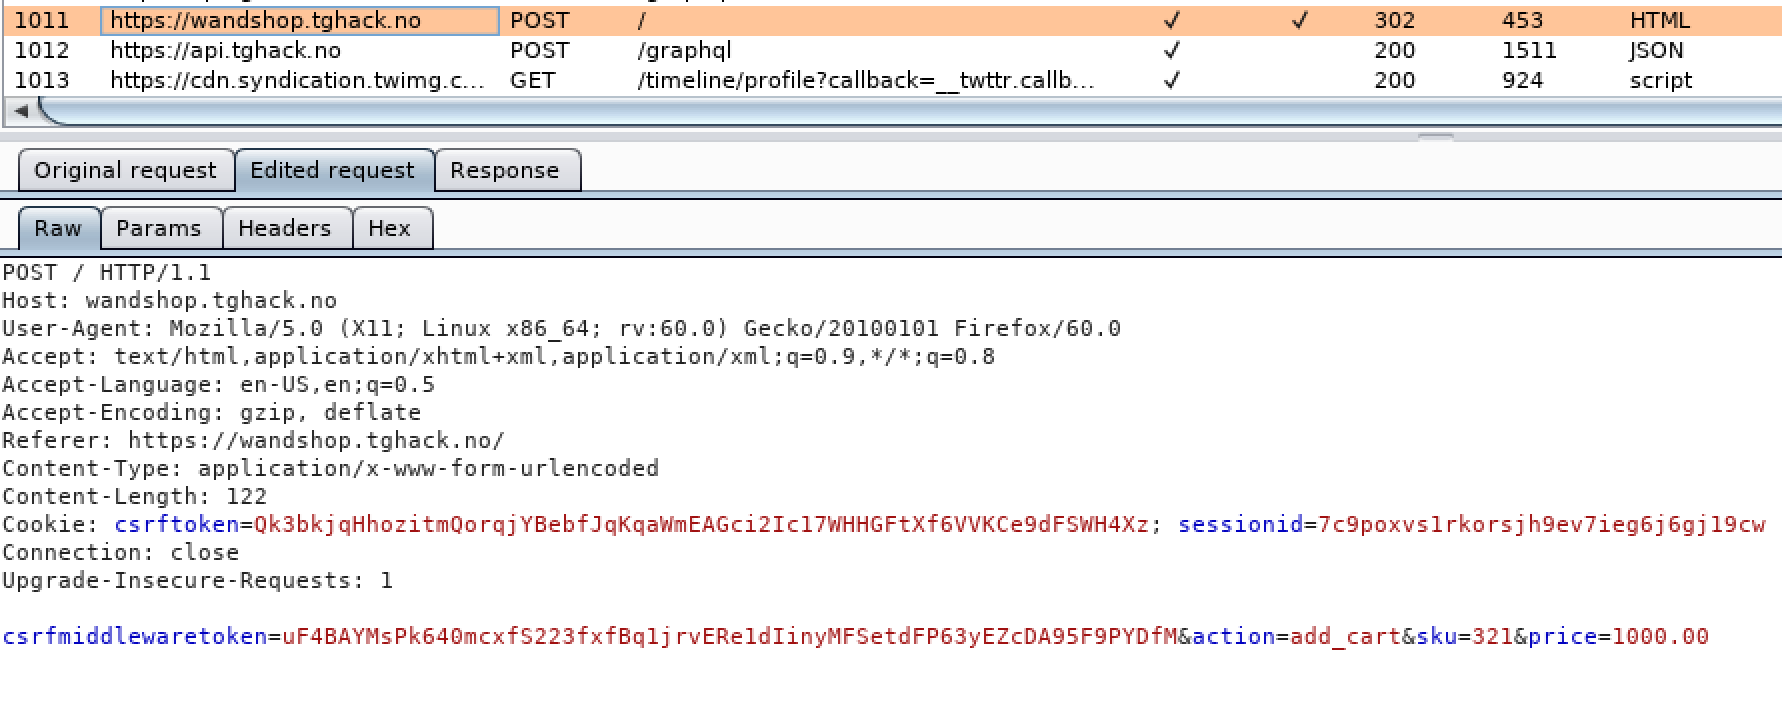 1011 https://wandshop.tghack.no POST / ✓ ✓ 302 453 HTML
1012 https://api.tghack.no POST /graphql ✓ 200 1511 JSON
1013 https://cdn.syndication.twimg.c... GET /timeline/profile?callback=__twttr.callb... ✓ 200 924 script
Original request Edited request Response
Raw Params Headers Hex
POST / HTTP/1.1
Host: wandshop.tghack.no
User-Agent: Mozilla/5.0 (X11; Linux x86_64; rv:60.0) Gecko/20100101 Firefox/60.0
Accept: text/html,application/xhtml+xml,application/xml;q=0.9,*/*;q=0.8
Accept-Language: en-US,en;q=0.5
Accept-Encoding: gzip, deflate
Referer: https://wandshop.tghack.no/
Content-Type: application/x-www-form-urlencoded
Content-Length: 122
Cookie: csrftoken=Qk3bkjqHhozitmQorqjYBebfJqKqaWmEAGci2Ic17WHHGFtXf6VVKCe9dFSWH4Xz; sessionid=7c9poxvs1rkorsjh9ev7ieg6j6gj19cw
Connection: close
Upgrade-Insecure-Requests: 1
csrfmiddlewaretoken=uF4BAYMsPk640mcxfS223fxfBq1jrvERe1dIinyMFSetdFP63yEZcDA95F9PYDfM&action=add_cart&sku=321&price=1000.00